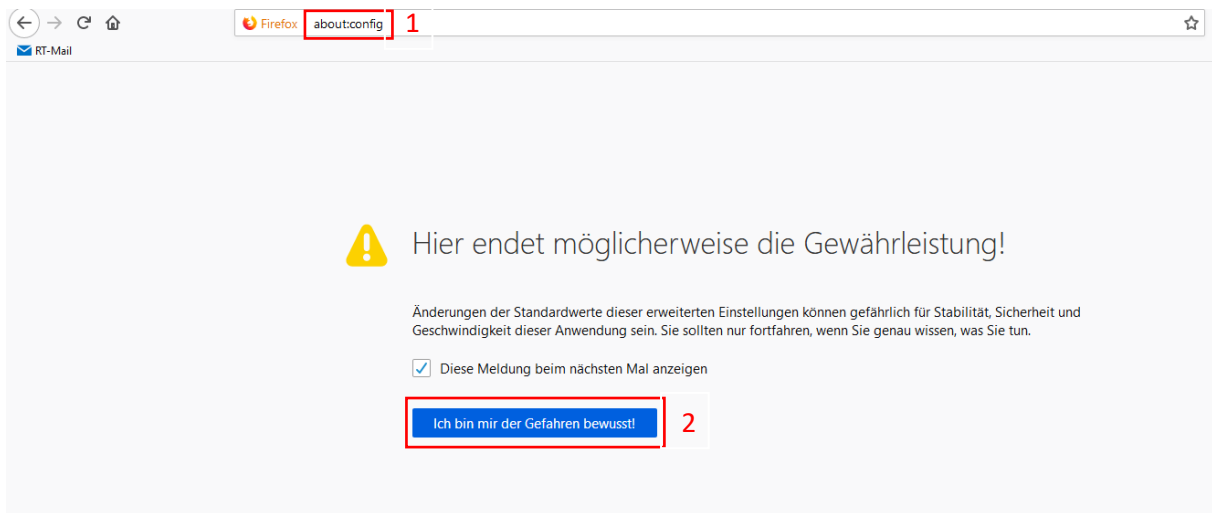 Firefox about:config 1
RT-Mail
Hier endet möglicherweise die Gewährleistung!
Änderungen der Standardwerte dieser erweiterten Einstellungen können gefährlich für Stabilität, Sicherheit und
Geschwindigkeit dieser Anwendung sein. Sie sollten nur fortfahren, wenn Sie genau wissen, was Sie tun.
Diese Meldung beim nächsten Mal anzeigen
Ich bin mir der Gefahren bewusst! 2